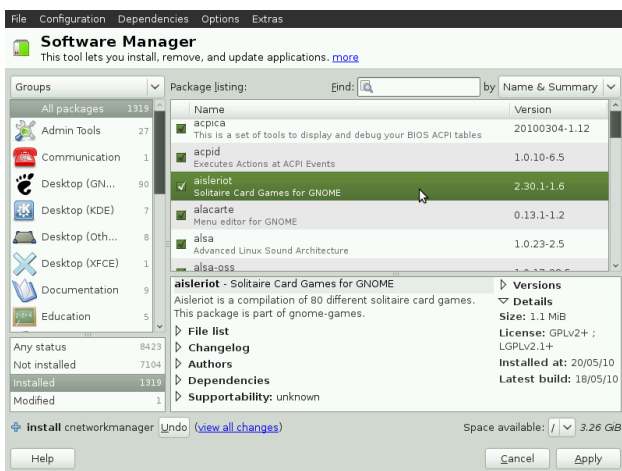 File Configuration Dependencies Options Extras
Software Manager
This tool lets you install, remove, and update applications. more
Groups
Package listing:
Find:
by Name & Summary
All packages 1319
Admin Tools 27
Communication 1
Desktop (GN... 90
Desktop (KDE) 7
Desktop (Oth... 8
Desktop (XFCE) 1
Documentation 9
Education 5
Any status 8423
Not installed 7104
Installed 1319
Modified 1
Name Version
acpica
This is a set of tools to display and debug your BIOS ACPI tables
20100304-1.12
acpid
Executes Actions at ACPI Events
1.0.10-6.5
aisleriot
Solitaire Card Games for GNOME
2.30.1-1.6
alacarte
Menu editor for GNOME
0.13.1-1.2
alsa
Advanced Linux Sound Architecture
1.0.23-2.5
alsa-oss
aisleriot - Solitaire Card Games for GNOME
Aisleriot is a compilation of 80 different solitaire card games.
This package is part of gnome-games.
File list
Changelog
Authors
Dependencies
Supportability: unknown
Versions
Details
Size: 1.1 MiB
License: GPLv2+ ;
LGPLv2.1+
Installed at: 20/05/10
Latest build: 18/05/10
install cnetworkmanager Undo (view all changes)
Space available: / 3.26 GiB
Help
Cancel
Apply